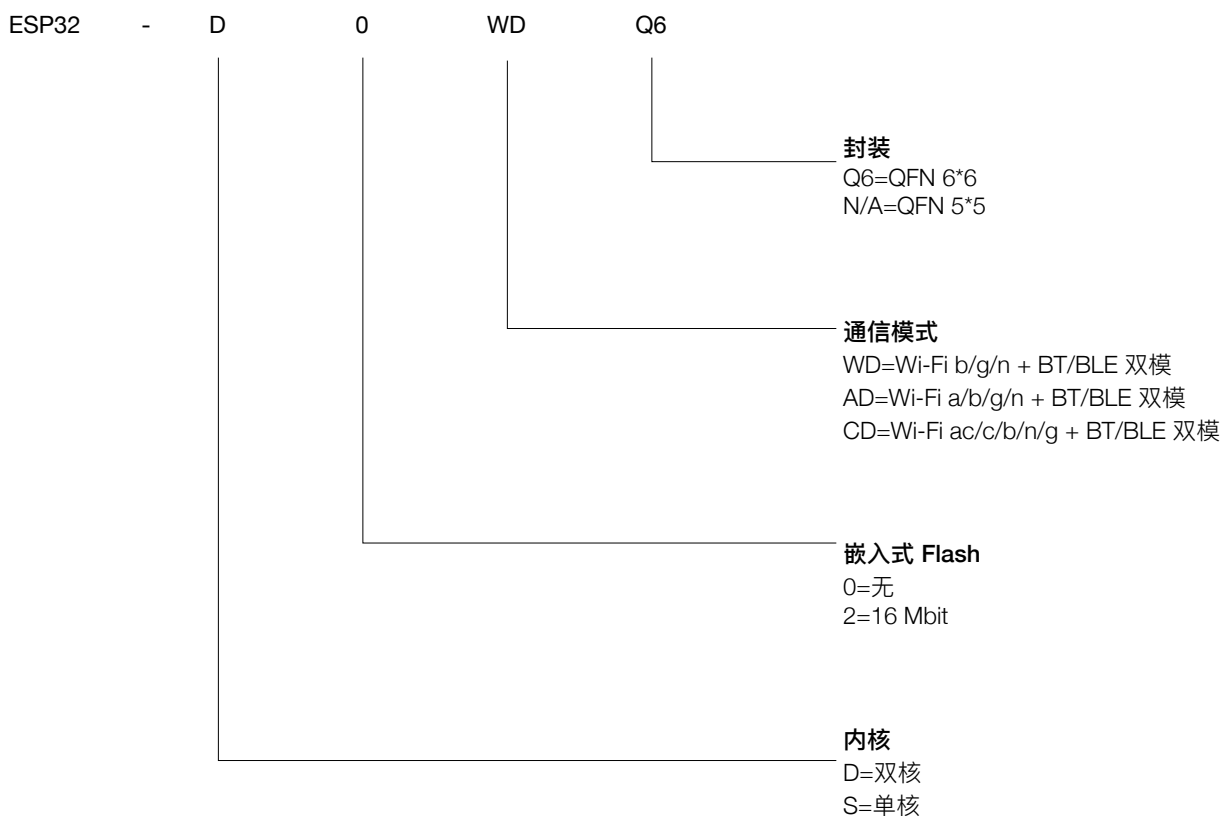 ESP32 - D 0 WD Q6
封装
Q6=QFN 6*6
N/A=QFN 5*5
通信模式
WD=Wi-Fi b/g/n + BT/BLE 双模
AD=Wi-Fi a/b/g/n + BT/BLE 双模
CD=Wi-Fi ac/c/b/n/g + BT/BLE 双模
嵌入式 Flash
0=无
2=16 Mbit
内核
D=双核
S=单核